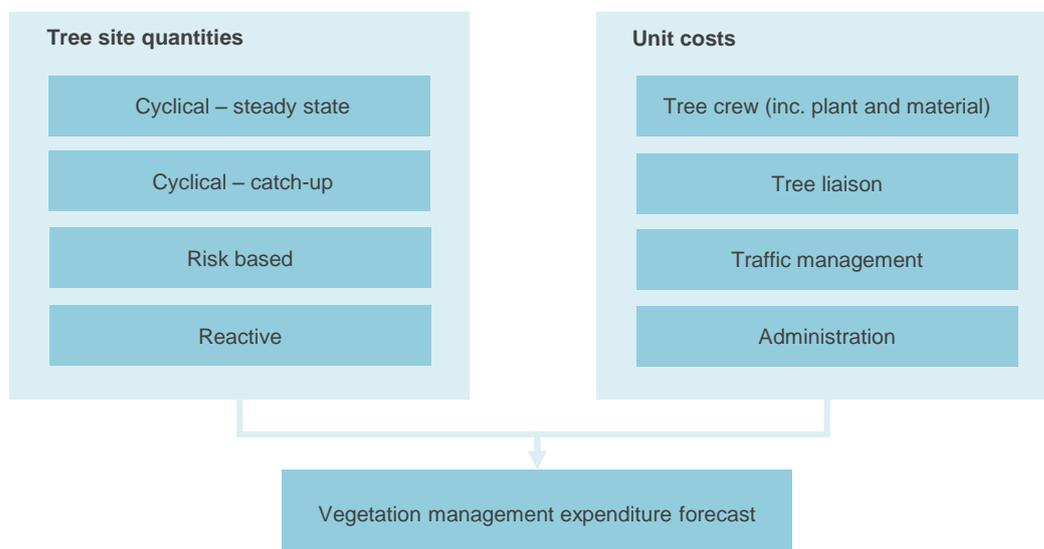 Tree site quantities
Cyclical – steady state
Cyclical – catch-up
Risk based
Reactive
Unit costs
Tree crew (inc. plant and material)
Tree liaison
Traffic management
Administration
Vegetation management expenditure forecast